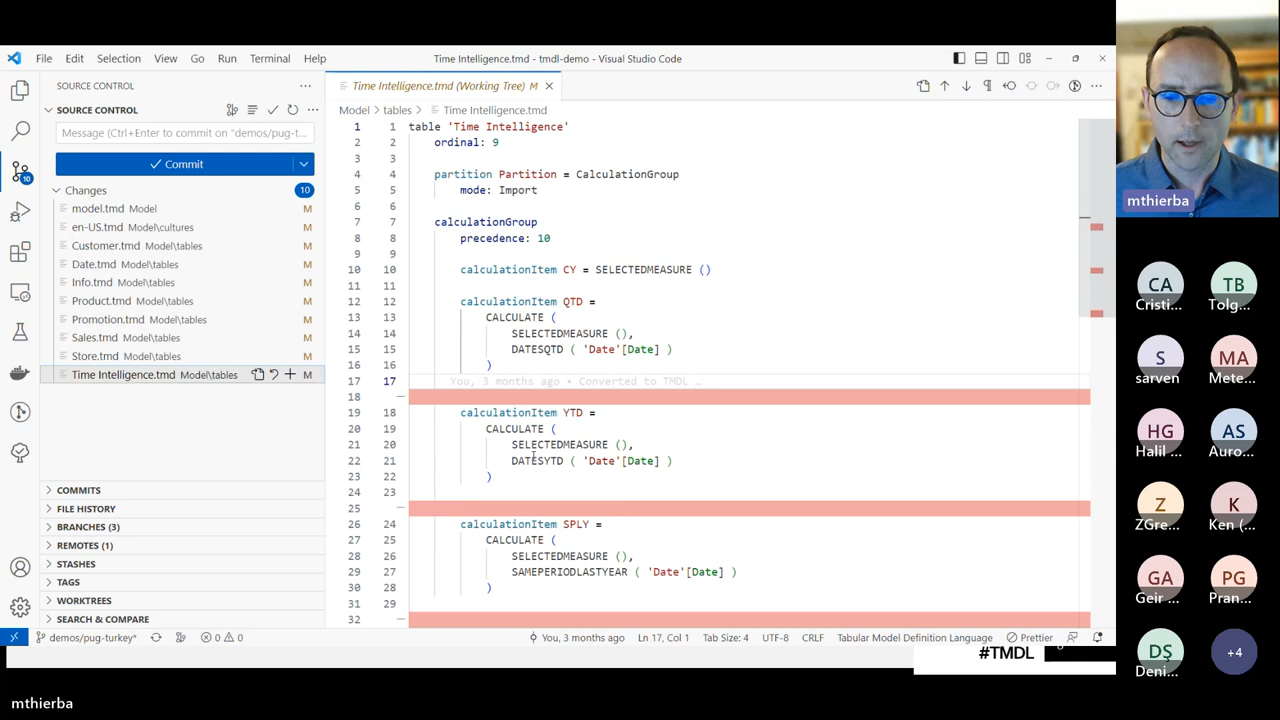 File Edit Selection View Go Run Terminal Help
Time Intelligence.tmd - tmdl-demo - Visual Studio Code
SOURCE CONTROL
SOURCE CONTROL
Message (Ctrl+Enter to commit on "demos/pug-t...
Commit
Changes 10
model.tmd Model M
en-US.tmd Model\cultures M
Customer.tmd Model\tables M
Date.tmd Model\tables M
Info.tmd Model\tables M
Product.tmd Model\tables M
Promotion.tmd Model\tables M
Sales.tmd Model\tables M
Store.tmd Model\tables M
Time Intelligence.tmd Model\tables M
COMMITS
FILE HISTORY
BRANCHES (3)
REMOTES (1)
STASHES
TAGS
WORKTREES
SEARCH & COMPARE
10
Time Intelligence.tmd (Working Tree) M
Model > tables > Time Intelligence.tmd
1 1 table 'Time Intelligence'
2 2 ordinal: 9
3 3
4 4 partition Partition = CalculationGroup
5 5 mode: Import
6 6
7 7 calculationGroup
8 8 precedence: 10
9 9
10 10 calculationItem CY = SELECTEDMEASURE ()
11 11
12 12 calculationItem QTD =
13 13 CALCULATE (
14 14 SELECTEDMEASURE (),
15 15 DATESQTD ( 'Date'[Date] )
16 16 )
17 17 You, 3 months ago • Converted to TMDL …
18 —
19 18 calculationItem YTD =
20 19 CALCULATE (
21 20 SELECTEDMEASURE (),
22 21 DATESYTD ( 'Date'[Date] )
23 22 )
24 23
25 —
26 24 calculationItem SPLY =
27 25 CALCULATE (
28 26 SELECTEDMEASURE (),
29 27 SAMEPERIODLASTYEAR ( 'Date'[Date] )
30 28 )
31 29
32 —
demos/pug-turkey* 0 0 You, 3 months ago Ln 17, Col 1 Tab Size: 4 UTF-8 CRLF Tabular Model Definition Language Prettier
#TMDL
mthierba
mthierba
CA TB
Cristi... Tolg...
S MA
sarven Mete...
HG AS
Halil ... Auro...
Z K
ZGre... Ken (...
GA PG
Geir ... Pran...
DŞ +4
Deni...